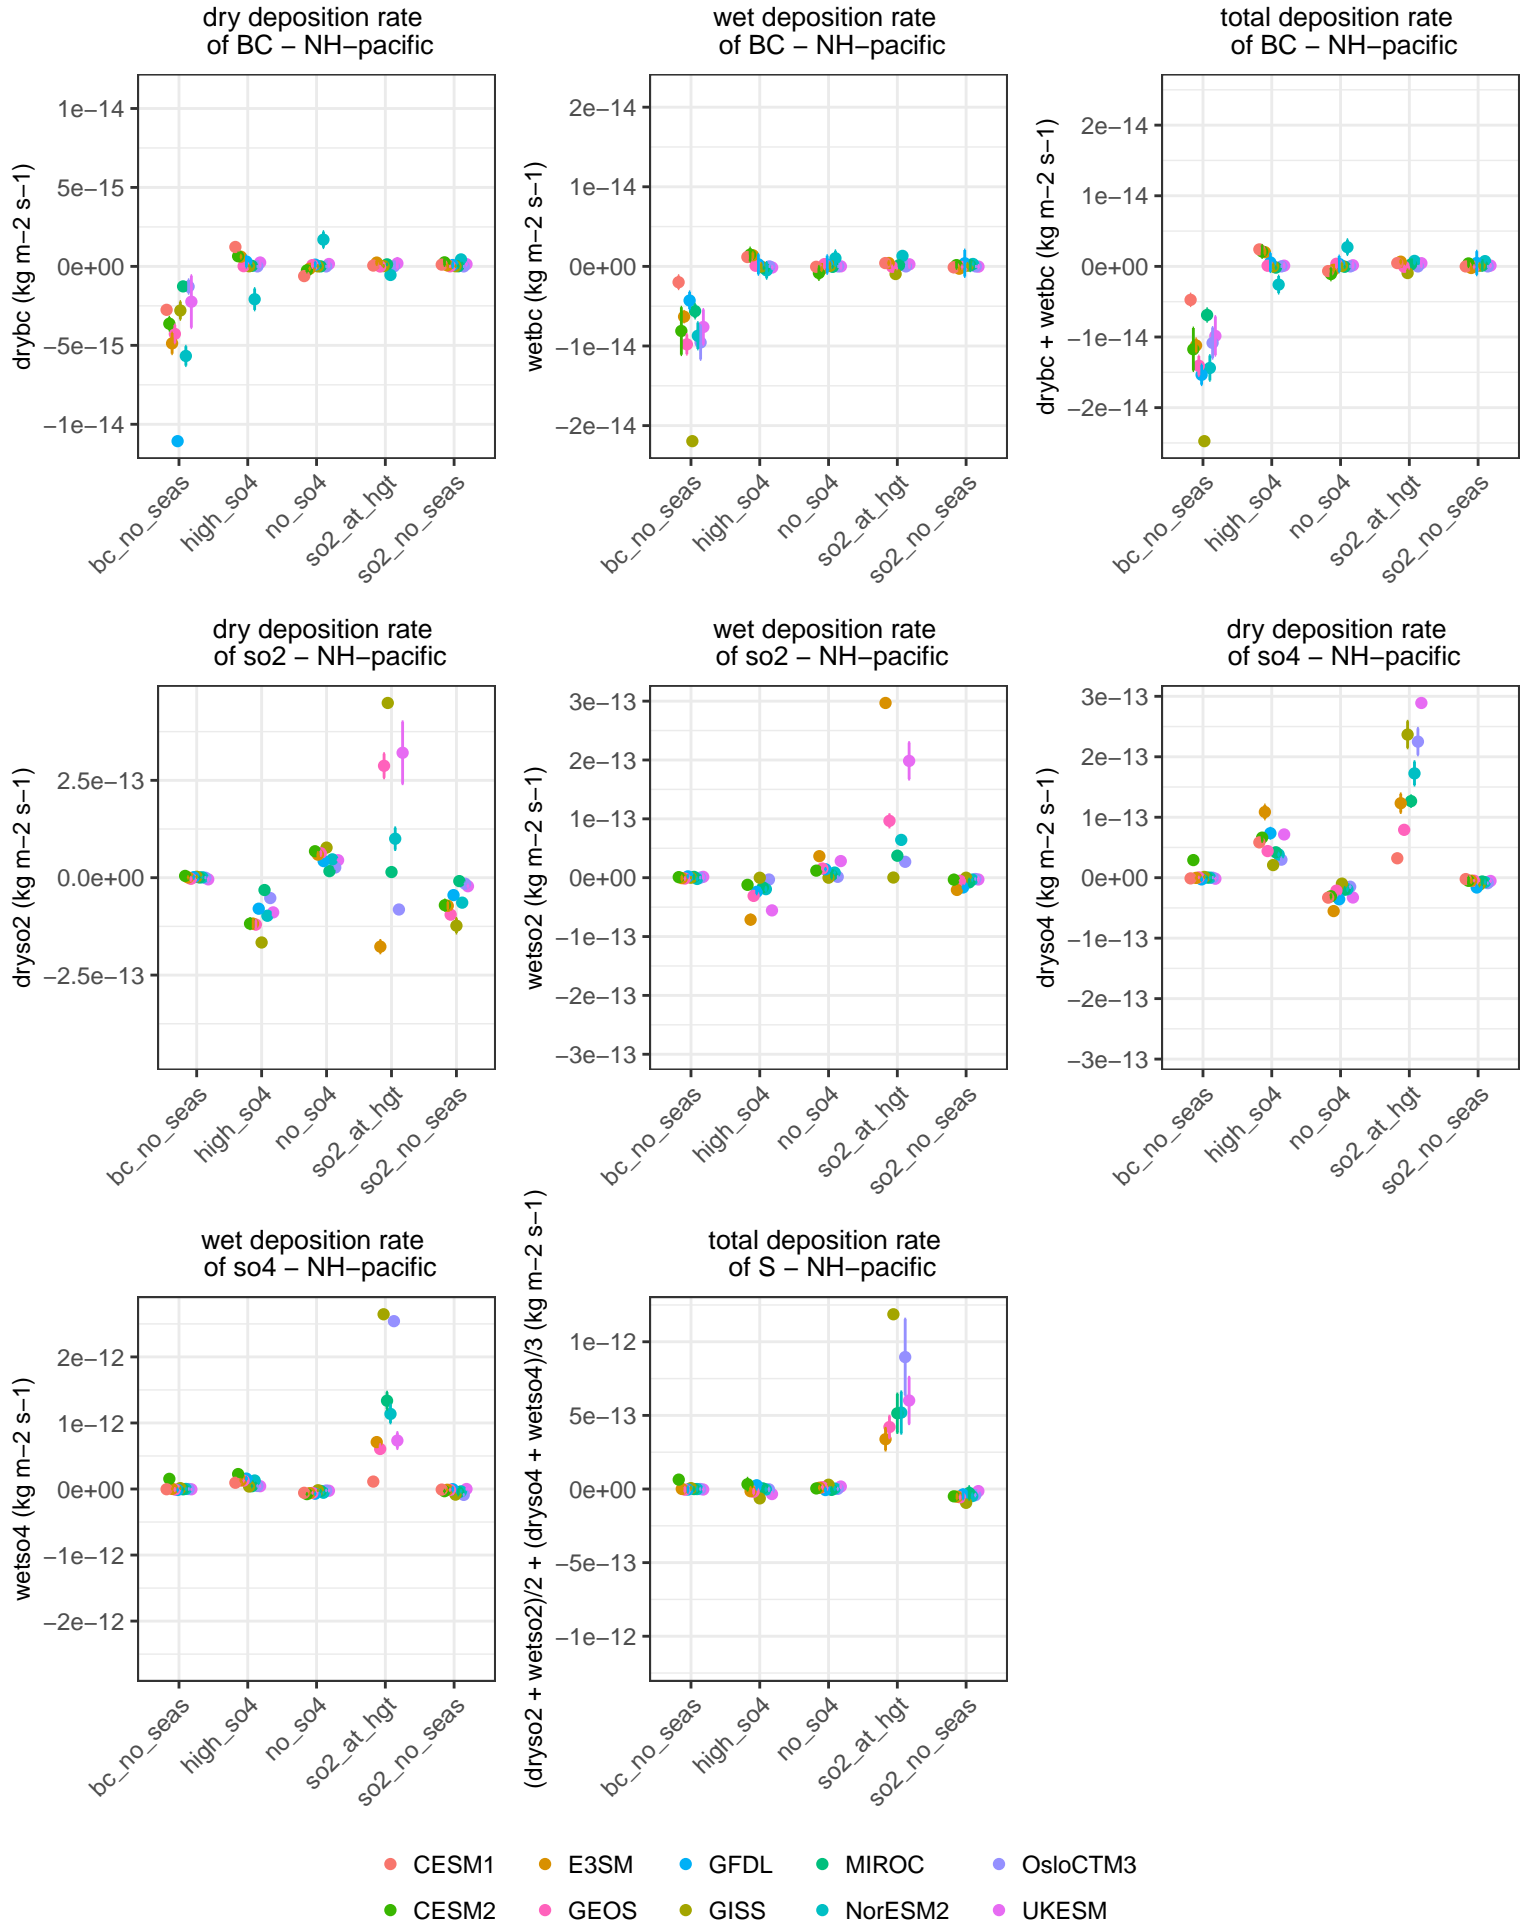 dry deposition rate
of BC − NH−pacific
drybc (kg m−2 s−1)
1e−14
5e−15
0e+00
−5e−15
−1e−14
bc_no_seas
high_so4
no_so4
so2_at_hgt
so2_no_seas
wet deposition rate
of BC − NH−pacific
wetbc (kg m−2 s−1)
2e−14
1e−14
0e+00
−1e−14
−2e−14
bc_no_seas
high_so4
no_so4
so2_at_hgt
so2_no_seas
total deposition rate
of BC − NH−pacific
drybc + wetbc (kg m−2 s−1)
2e−14
1e−14
0e+00
−1e−14
−2e−14
bc_no_seas
high_so4
no_so4
so2_at_hgt
so2_no_seas
dry deposition rate
of so2 − NH−pacific
dryso2 (kg m−2 s−1)
2.5e−13
0.0e+00
−2.5e−13
bc_no_seas
high_so4
no_so4
so2_at_hgt
so2_no_seas
wet deposition rate
of so2 − NH−pacific
wetso2 (kg m−2 s−1)
3e−13
2e−13
1e−13
0e+00
−1e−13
−2e−13
−3e−13
bc_no_seas
high_so4
no_so4
so2_at_hgt
so2_no_seas
dry deposition rate
of so4 − NH−pacific
dryso4 (kg m−2 s−1)
3e−13
2e−13
1e−13
0e+00
−1e−13
−2e−13
−3e−13
bc_no_seas
high_so4
no_so4
so2_at_hgt
so2_no_seas
wet deposition rate
of so4 − NH−pacific
wetso4 (kg m−2 s−1)
2e−12
1e−12
0e+00
−1e−12
−2e−12
bc_no_seas
high_so4
no_so4
so2_at_hgt
so2_no_seas
total deposition rate
of S − NH−pacific
(dryso2 + wetso2)/2 + (dryso4 + wetso4)/3 (kg m−2 s−1)
1e−12
5e−13
0e+00
−5e−13
−1e−12
bc_no_seas
high_so4
no_so4
so2_at_hgt
so2_no_seas
CESM1 E3SM GFDL MIROC OsloCTM3
CESM2 GEOS GISS NorESM2 UKESM